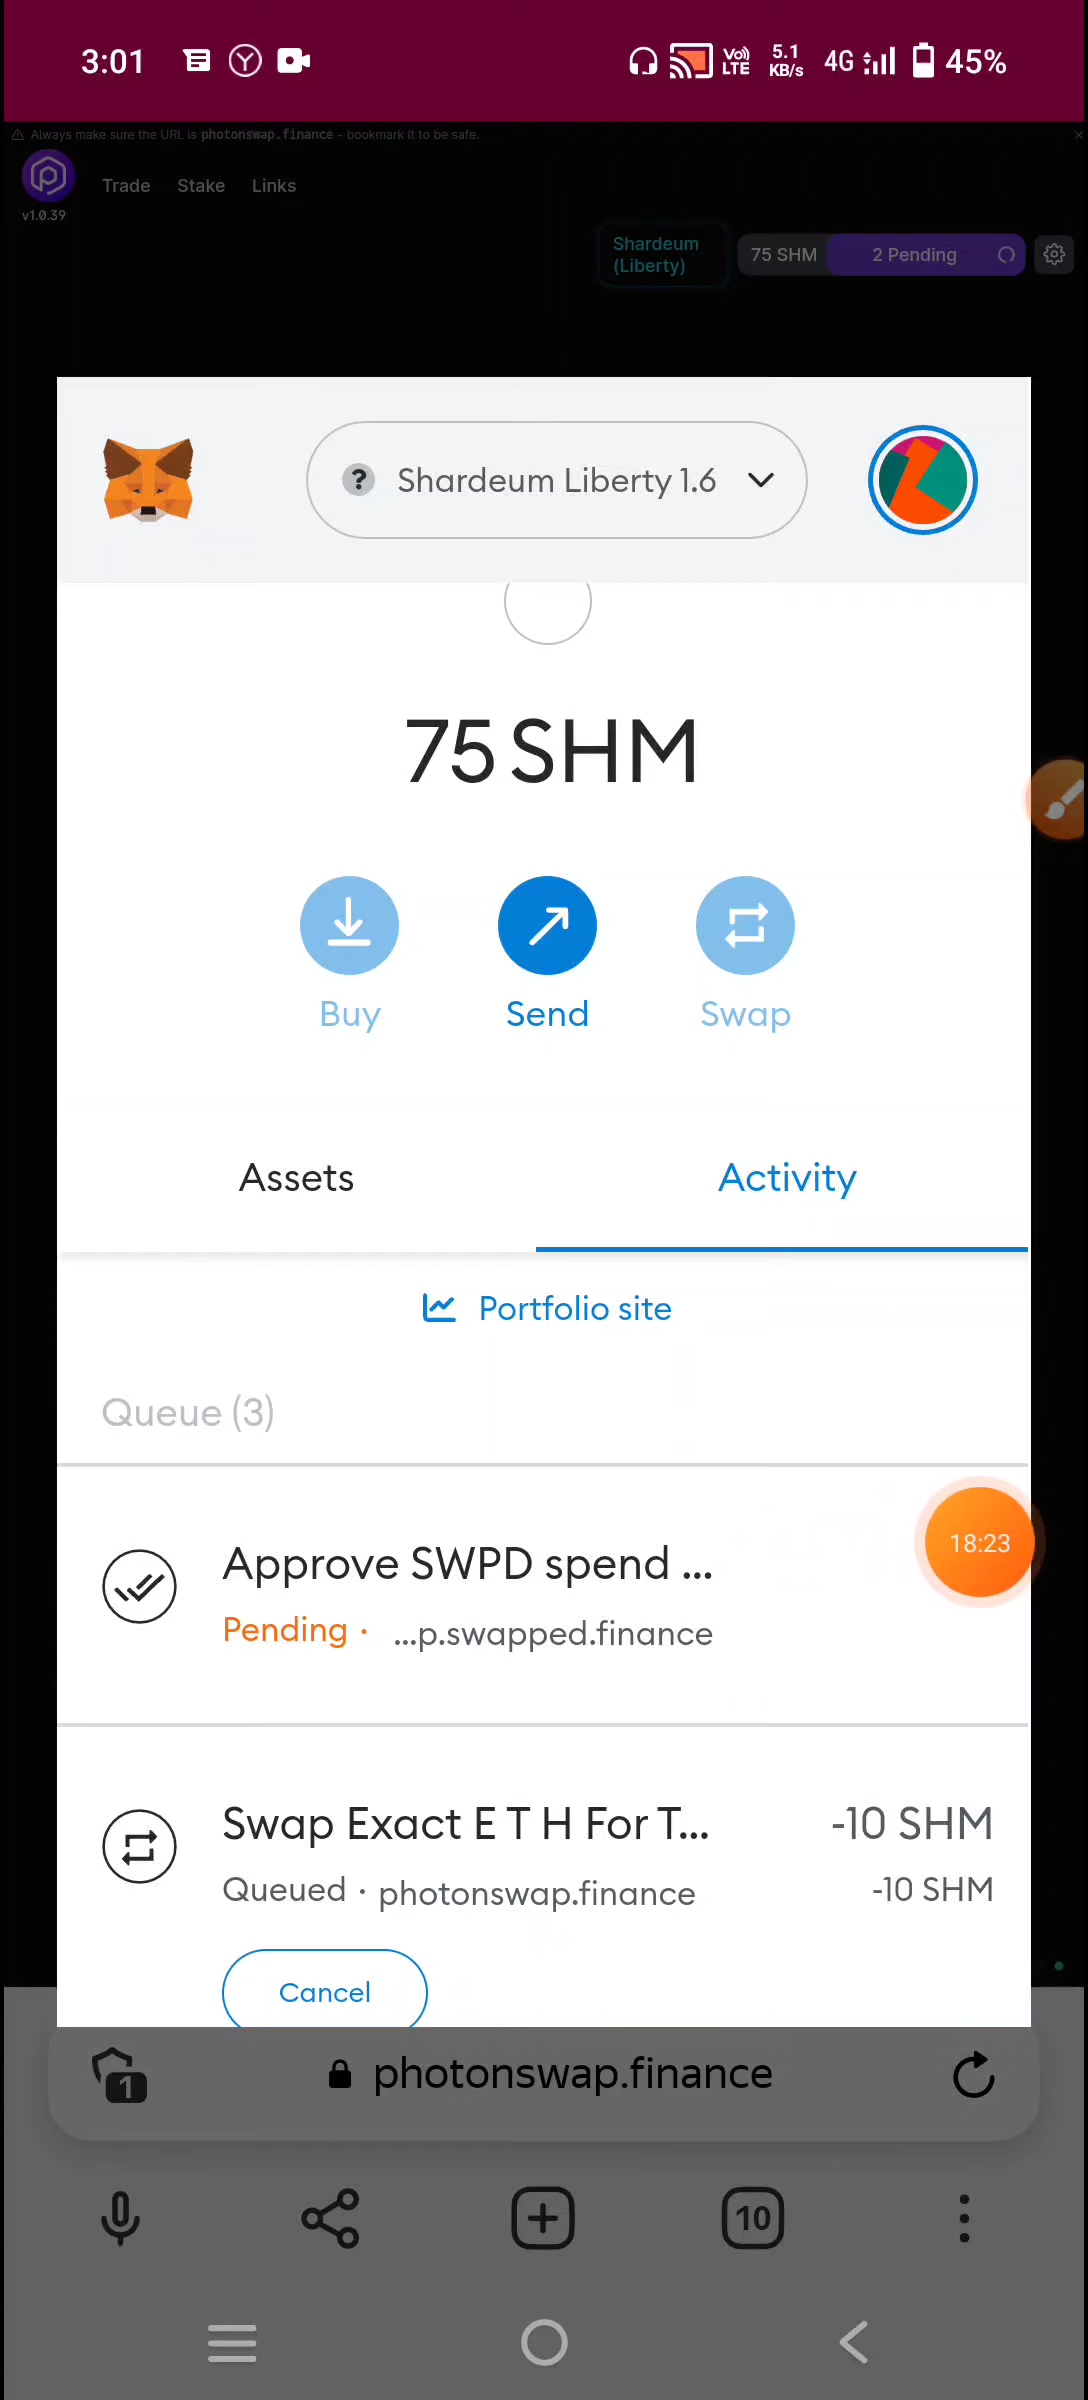 3:01
Vo)
LTE
5.1
KB/s
4G
45%
Always make sure the URL is photonswap.finance - bookmark it to be safe.
Trade Stake Links
v1.0.39
Shardeum
(Liberty)
75 SHM
2 Pending
? Shardeum Liberty 1.6
75 SHM
Buy Send Swap
Assets Activity
Portfolio site
Queue (3)
18:23
Approve SWPD spend ...
Pending · ...p.swapped.finance
Swap Exact E T H For T... -10 SHM
Queued · photonswap.finance -10 SHM
Cancel
1
photonswap.finance
10